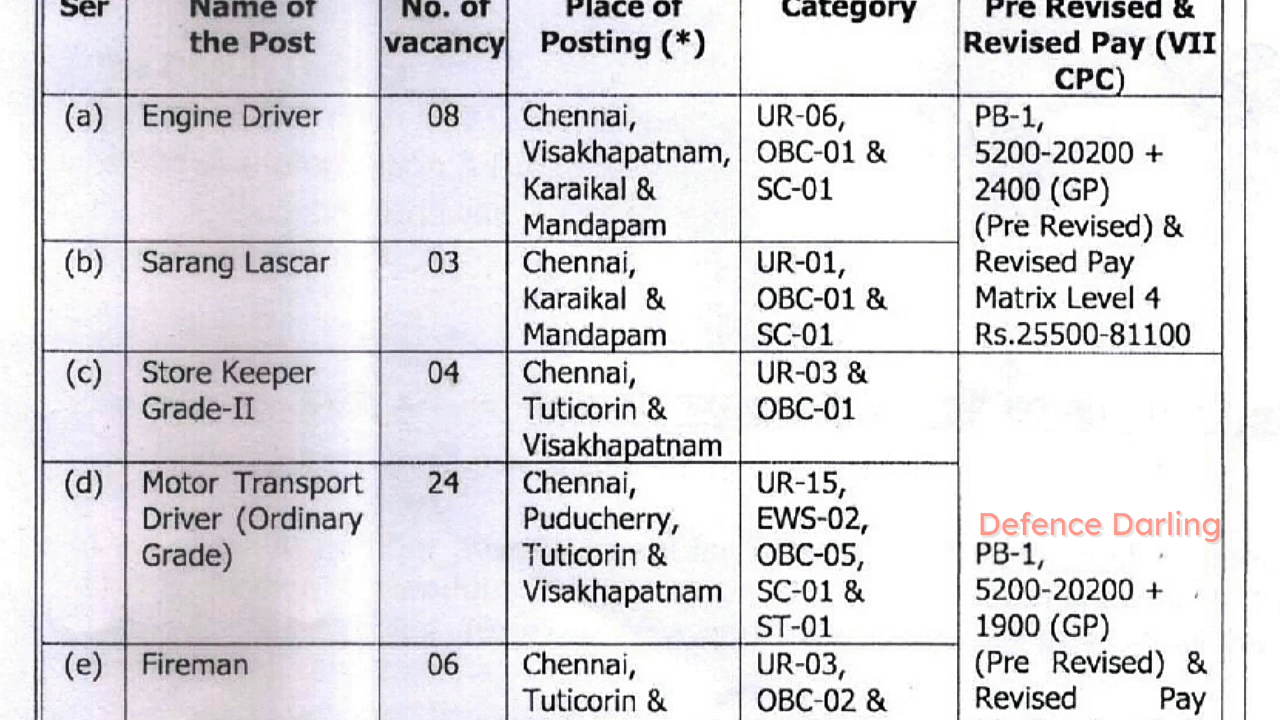 Ser
Name of
the Post
No. of
vacancy
Place of
Posting (*)
Category
Pre Revised &
Revised Pay (VII
CPC)
(a)
Engine Driver
08
Chennai,
Visakhapatnam,
Karaikal &
Mandapam
UR-06,
OBC-01 &
SC-01
PB-1,
5200-20200 +
2400 (GP)
(Pre Revised) &
Revised Pay
Matrix Level 4
Rs.25500-81100
(b)
Sarang Lascar
03
Chennai,
Karaikal &
Mandapam
UR-01,
OBC-01 &
SC-01
(c)
Store Keeper
Grade-II
04
Chennai,
Tuticorin &
Visakhapatnam
UR-03 &
OBC-01
(d)
Motor Transport
Driver (Ordinary
Grade)
24
Chennai,
Puducherry,
Tuticorin &
Visakhapatnam
UR-15,
EWS-02,
OBC-05,
SC-01 &
ST-01
Defence Darling
PB-1,
5200-20200 +
1900 (GP)
(Pre Revised) &
Revised Pay
(e)
Fireman
06
Chennai,
Tuticorin &
UR-03,
OBC-02 &